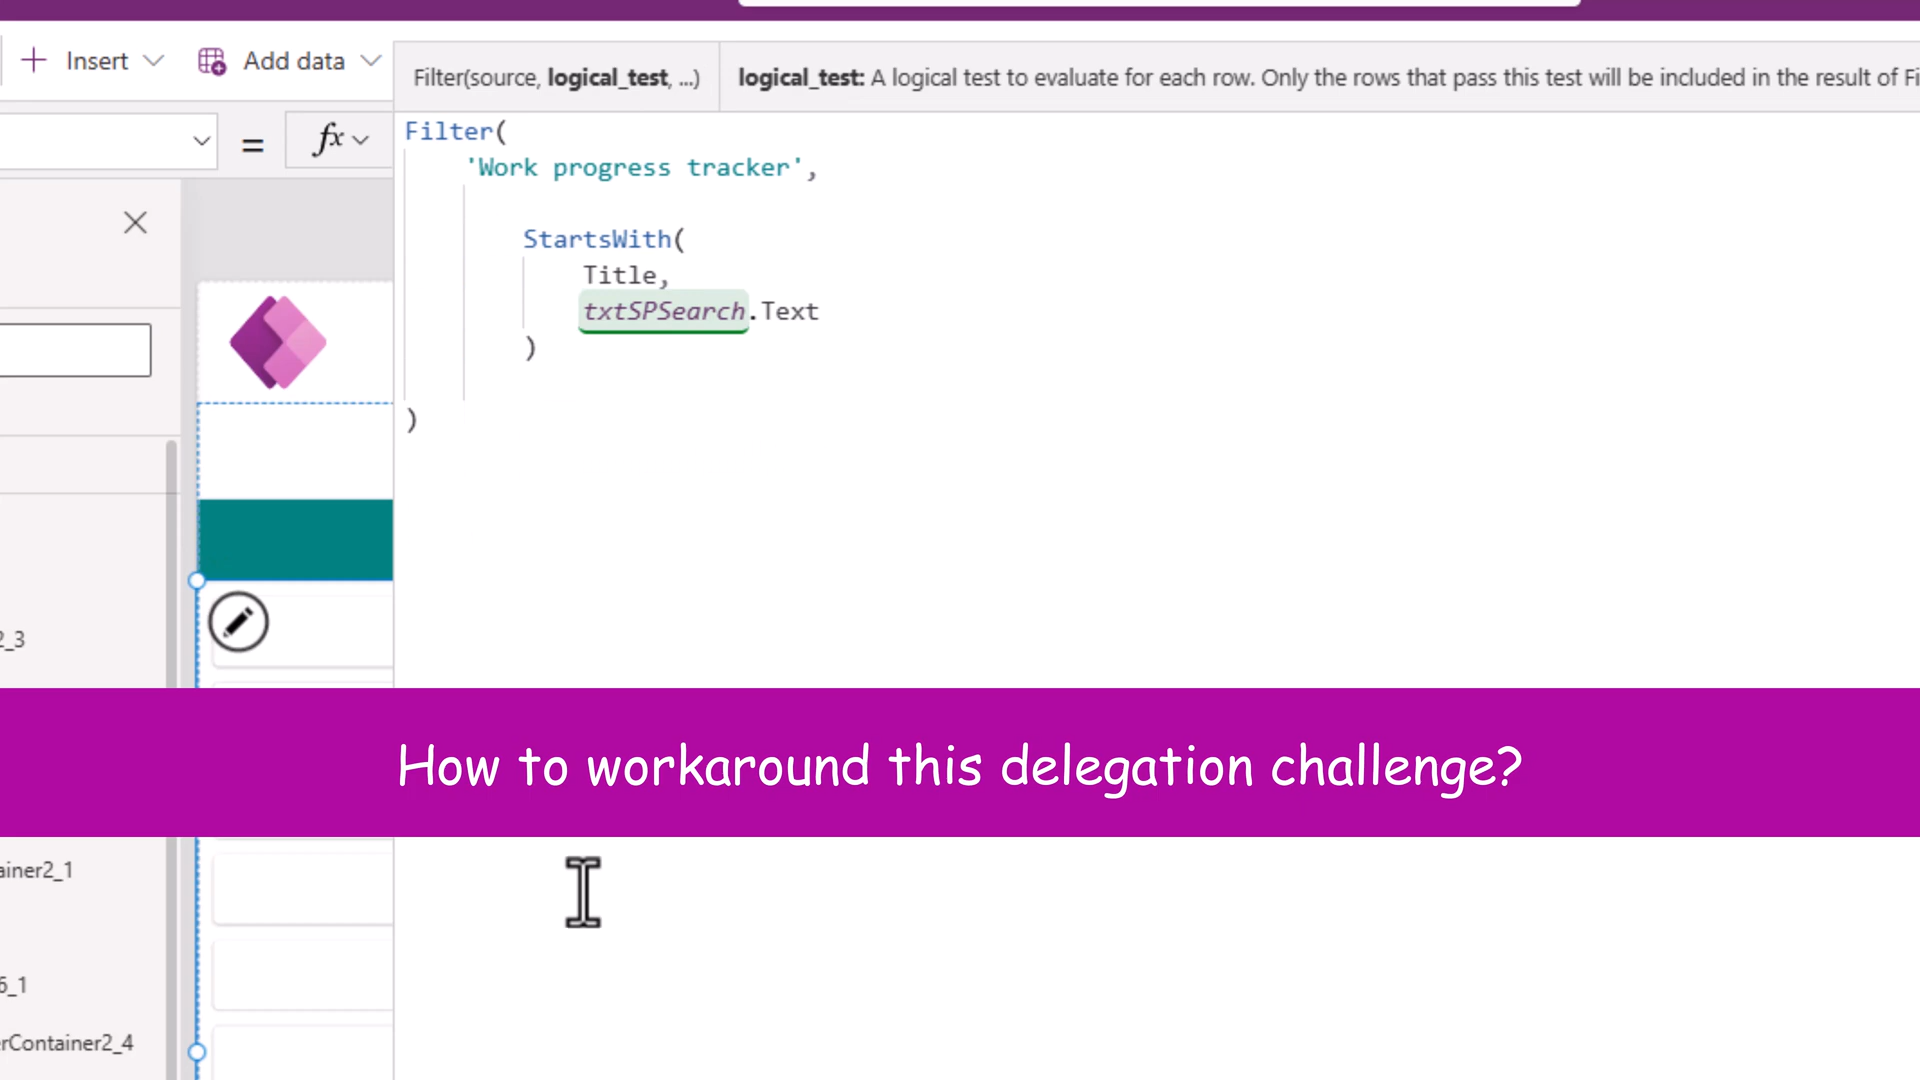 Insert
Add data
Filter(source, logical_test, ...)
logical_test: A logical test to evaluate for each row. Only the rows that pass this test will be included in the result of Fi
=
fx
Filter(
'Work progress tracker',
StartsWith(
Title,
txtSPSearch.Text
)
)
2_3
How to workaround this delegation challenge?
ainer2_1
6_1
rContainer2_4